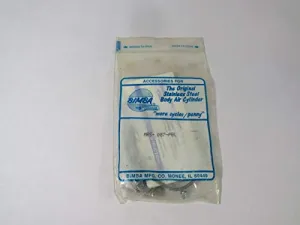 ACCESSORIES FOR
BIMBA
The Original
Stainless Steel
Body Air Cylinder
"more cycles/penny"
BIMBA MFG. CO. MONEE, IL 60449